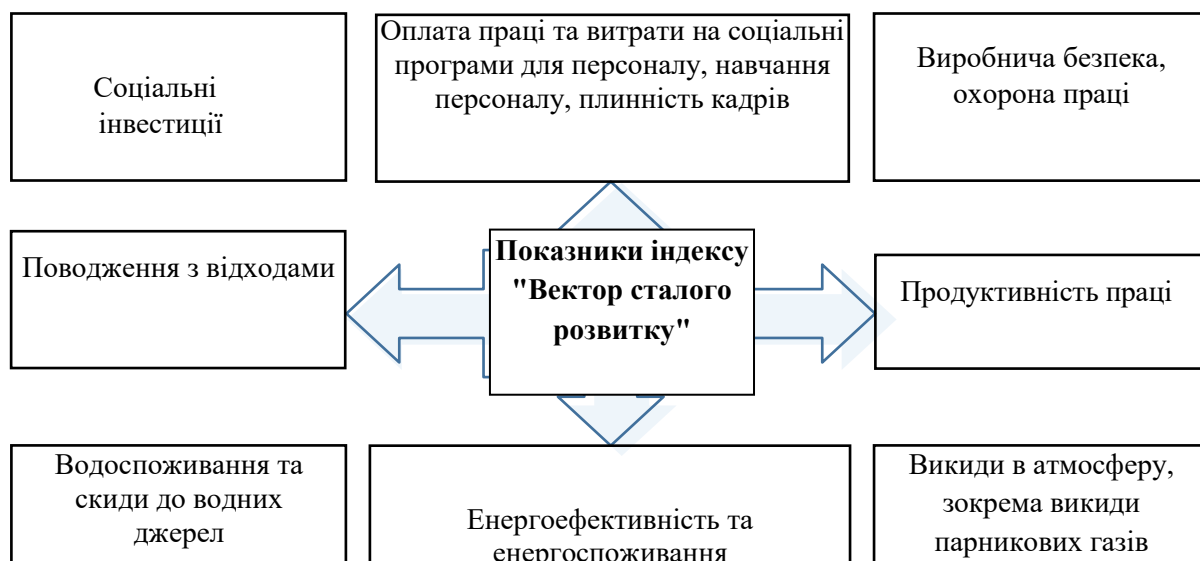 Соціальні
інвестиції
Оплата праці та витрати на соціальні
програми для персоналу, навчання
персоналу, плинність кадрів
Виробнича безпека,
охорона праці
Поводження з відходами
Показники індексу
"Вектор сталого
розвитку"
Продуктивність праці
Водоспоживання та
скиди до водних
джерел
Енергоефективність та
енергоспоживання
Викиди в атмосферу,
зокрема викиди
парникових газів